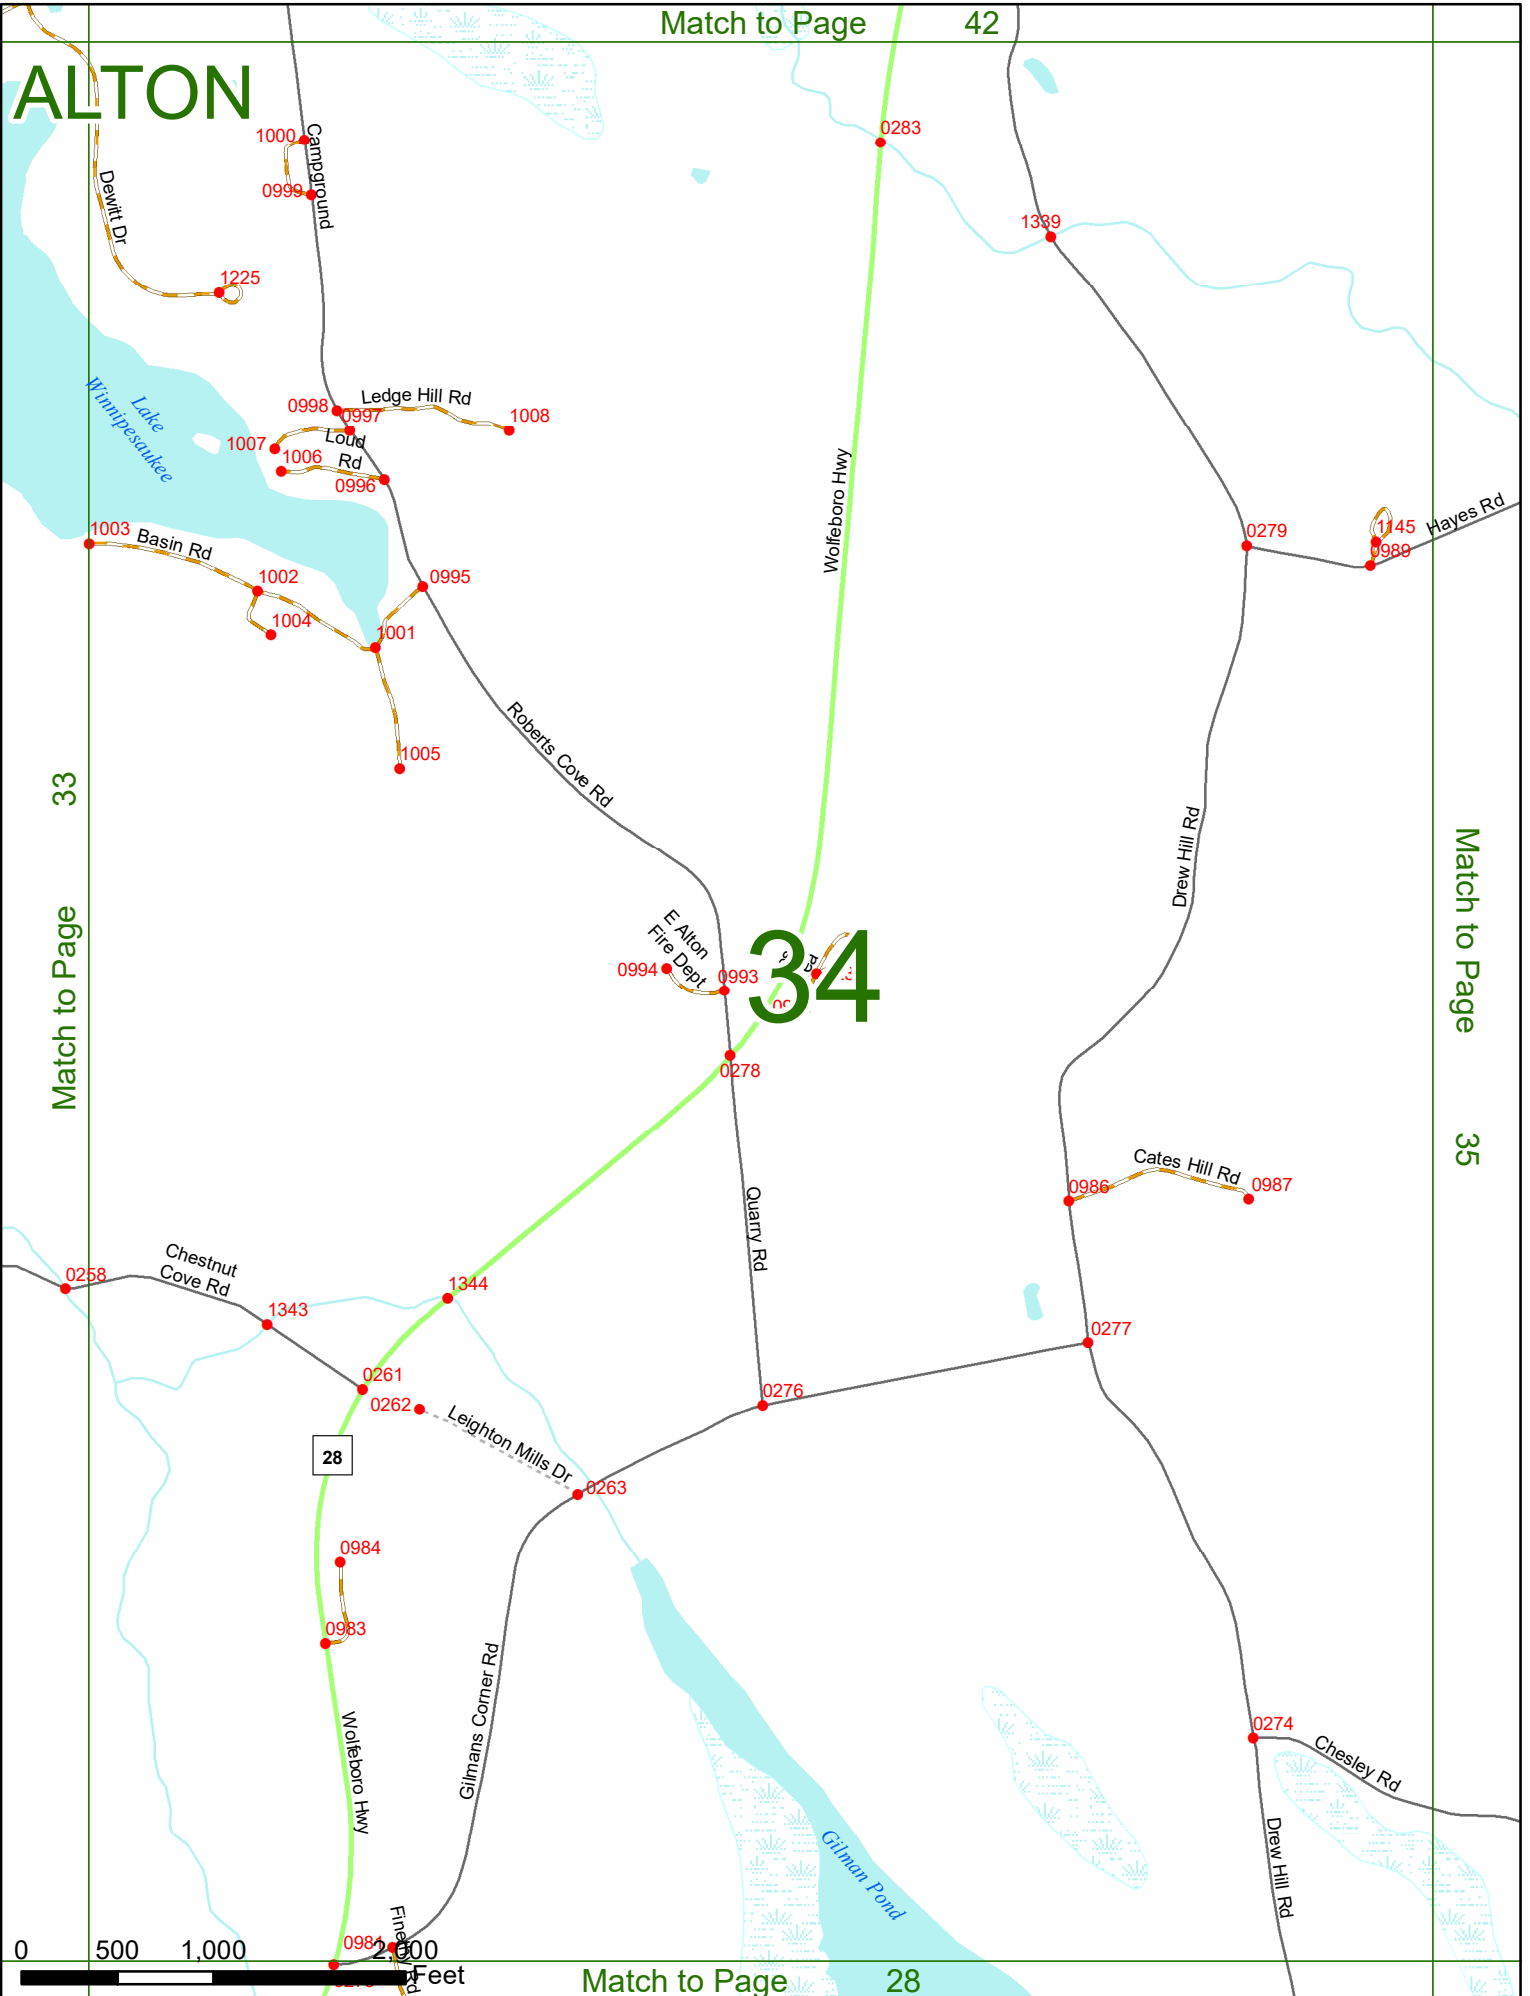 Match to Page 42
ALTON
1000
Campground
0283
0999
Dewitt Dr
1339
1225
Lake
Winnipesaukee
Ledge Hill Rd
0998
0997
1008
1007
Loud
Rd
1006
0996
Wolfeboro Hwy
1003
Basin Rd
0279
1145
Hayes Rd
0989
1002
0995
1004
1001
Roberts Cove Rd
1005
33
Match to Page
Drew Hill Rd
Match to Page
35
E Alton
Fire Dept
0994
0993
34
Rd
0278
Cates Hill Rd
0986
0987
Quarry Rd
Chestnut
Cove Rd
0258
1344
1343
0277
0261
0262
0276
Leighton Mills Dr
28
0263
0984
0983
Gilmans Corner Rd
Wolfeboro Hwy
0274
Chesley Rd
Gilman Pond
Drew Hill Rd
0981
0 500 1,000 2,000
Feet
Match to Page 28